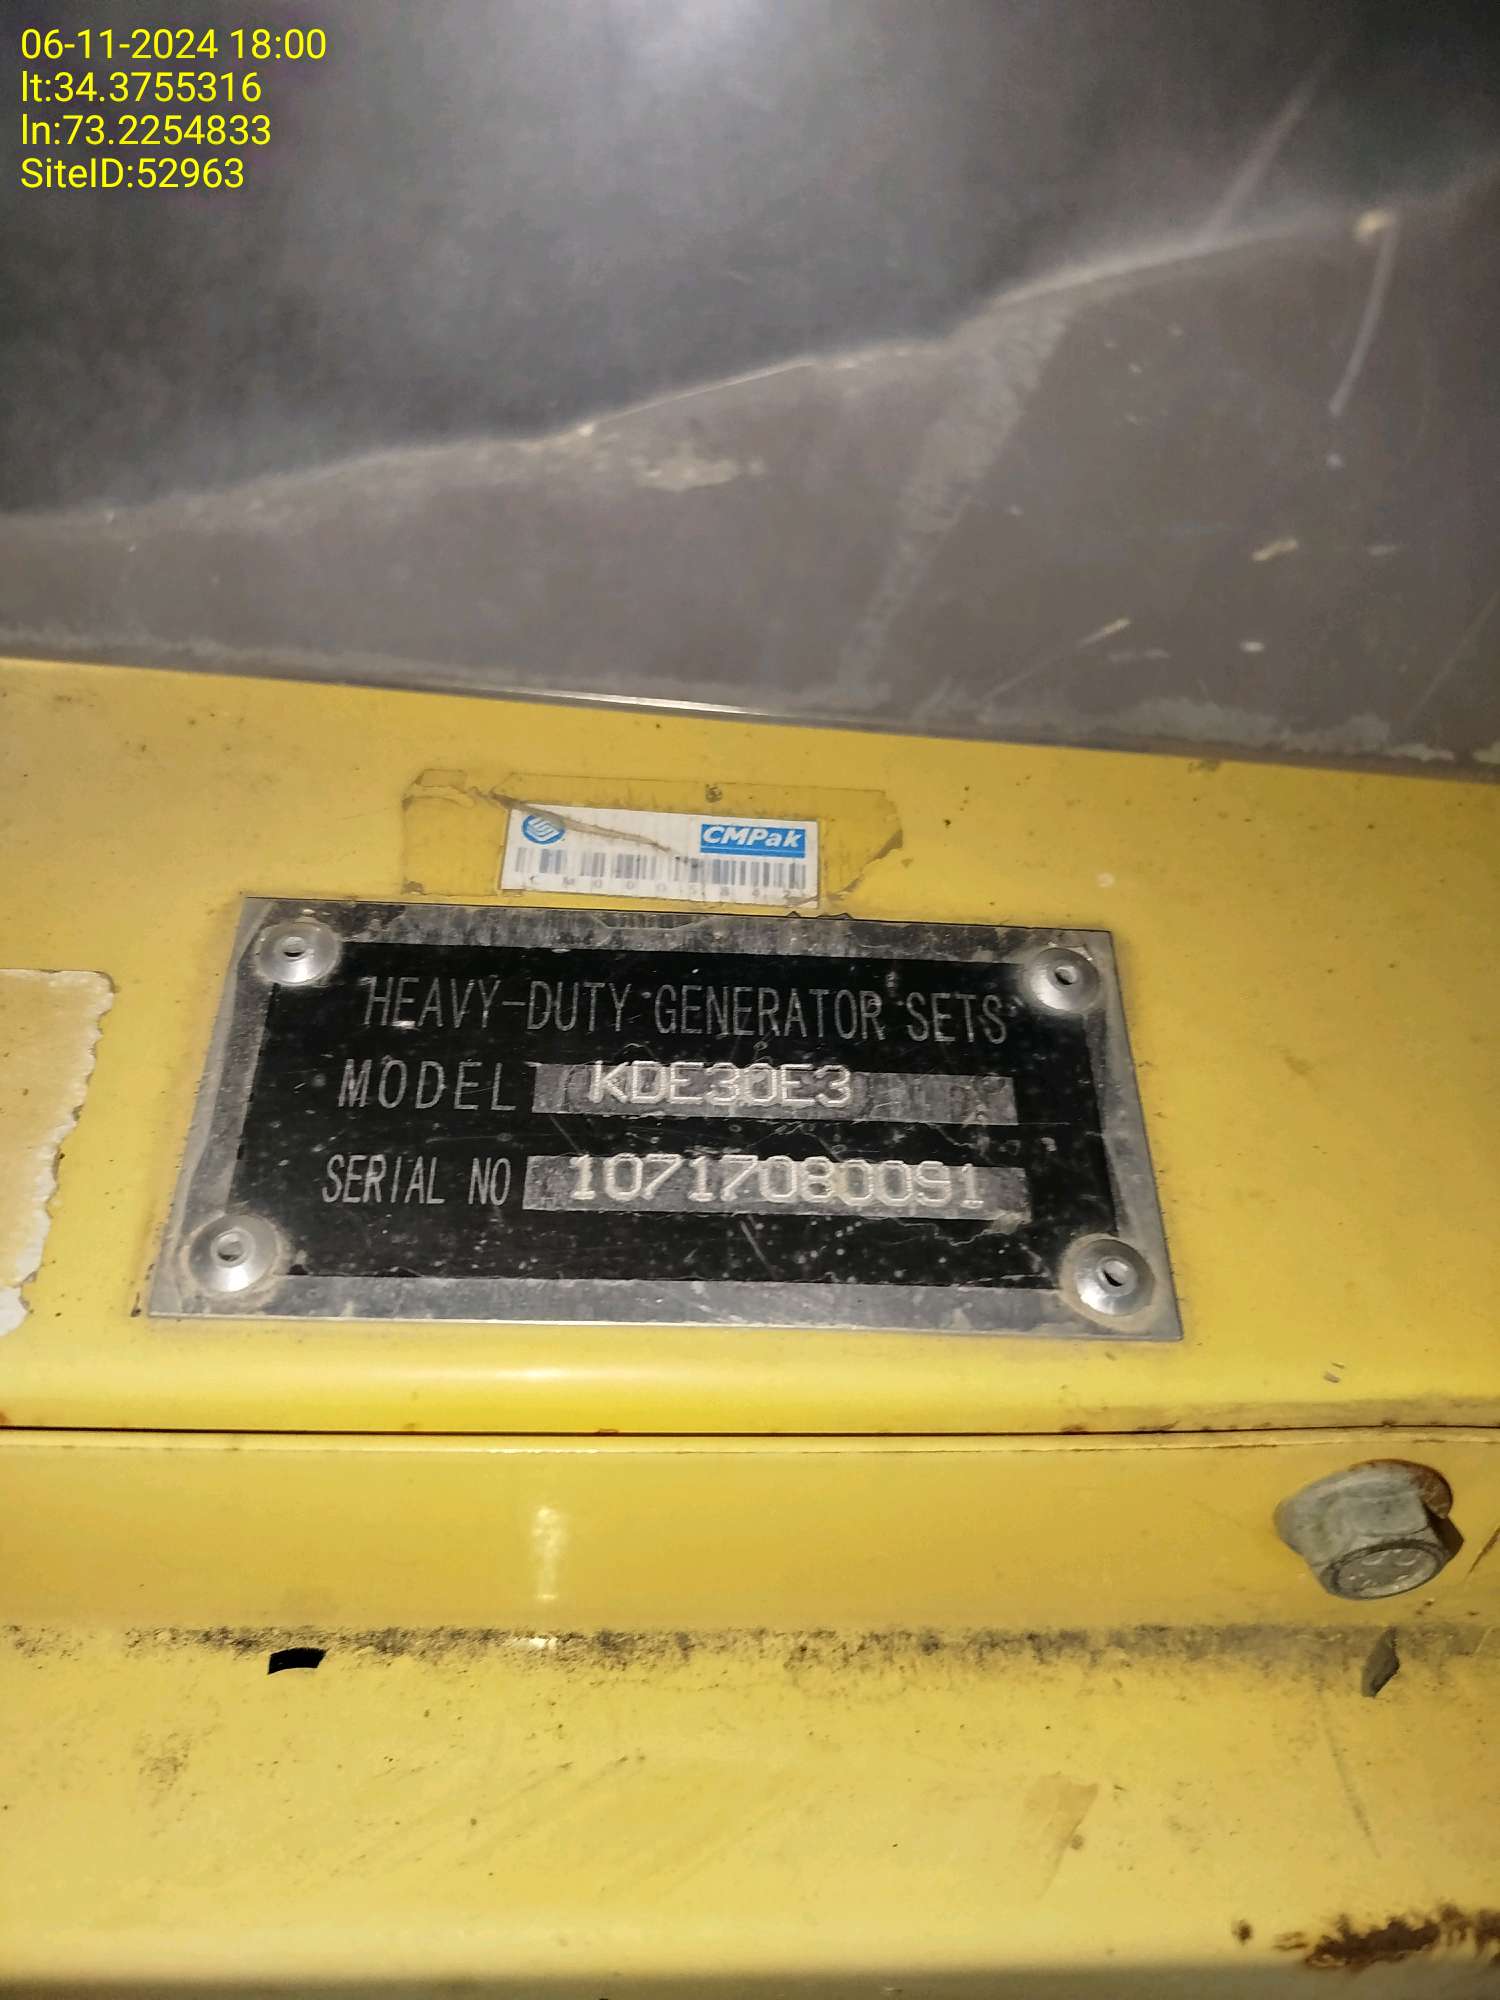 06-11-2024 18:00
lt:34.3755316
ln:73.2254833
SiteID:52963
CMPak
HEAVY-DUTY GENERATOR SETS
MODEL KDE30E3
SERIAL NO 10717080091